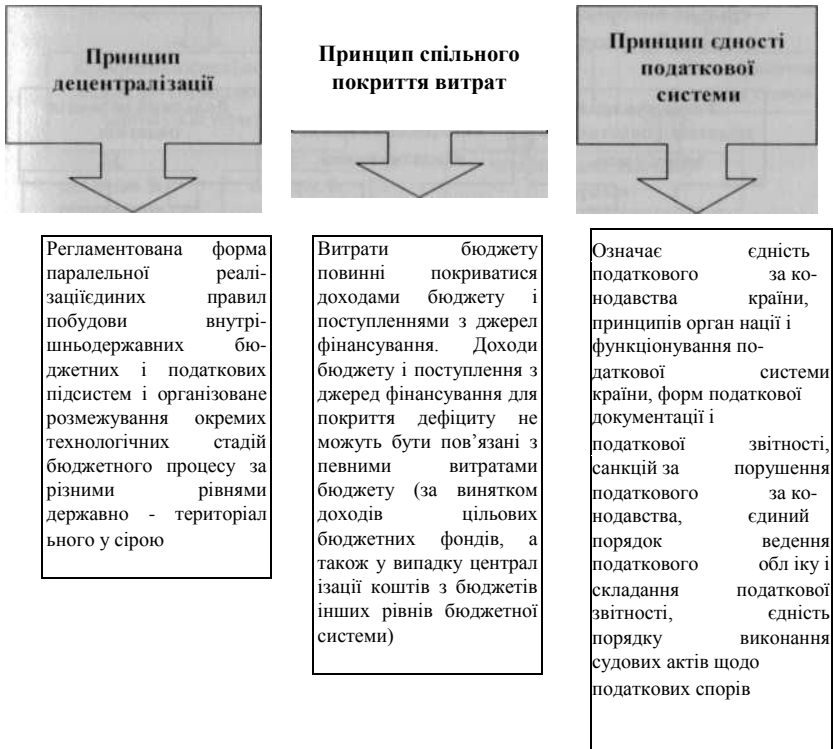 Принцип
децентралізації
Принцип спільного
покриття витрат
Принцип єдності
податкової
системи
Регламентована форма
паралельної реалі-
заціїєдиних правил
побудови внутрі-
шньодержавних бю-
джетних і податкових
підсистем і організоване
розмежування окремих
технологічних стадій
бюджетного процесу за
різними рівнями
державно - територіал
ьного у сірою
Витрати бюджету
повинні покриватися
доходами бюджету і
поступленнями з джерел
фінансування. Доходи
бюджету і поступлення з
джеред фінансування для
покриття дефіциту не
можуть бути пов’язані з
певними витратами
бюджету (за винятком
доходів цільових
бюджетних фондів, а
також у випадку централ
ізації коштів з бюджетів
інших рівнів бюджетної
системи)
Означає єдність
податкового за ко-
нодавства країни,
принципів орган нації і
функціонування по-
даткової системи
країни, форм податкової
документації і
податкової звітності,
санкцій за порушення
податкового за ко-
нодавства, єдиний
порядок ведення
податкового обл іку і
складання податкової
звітності, єдність
порядку виконання
судових актів щодо
податкових спорів